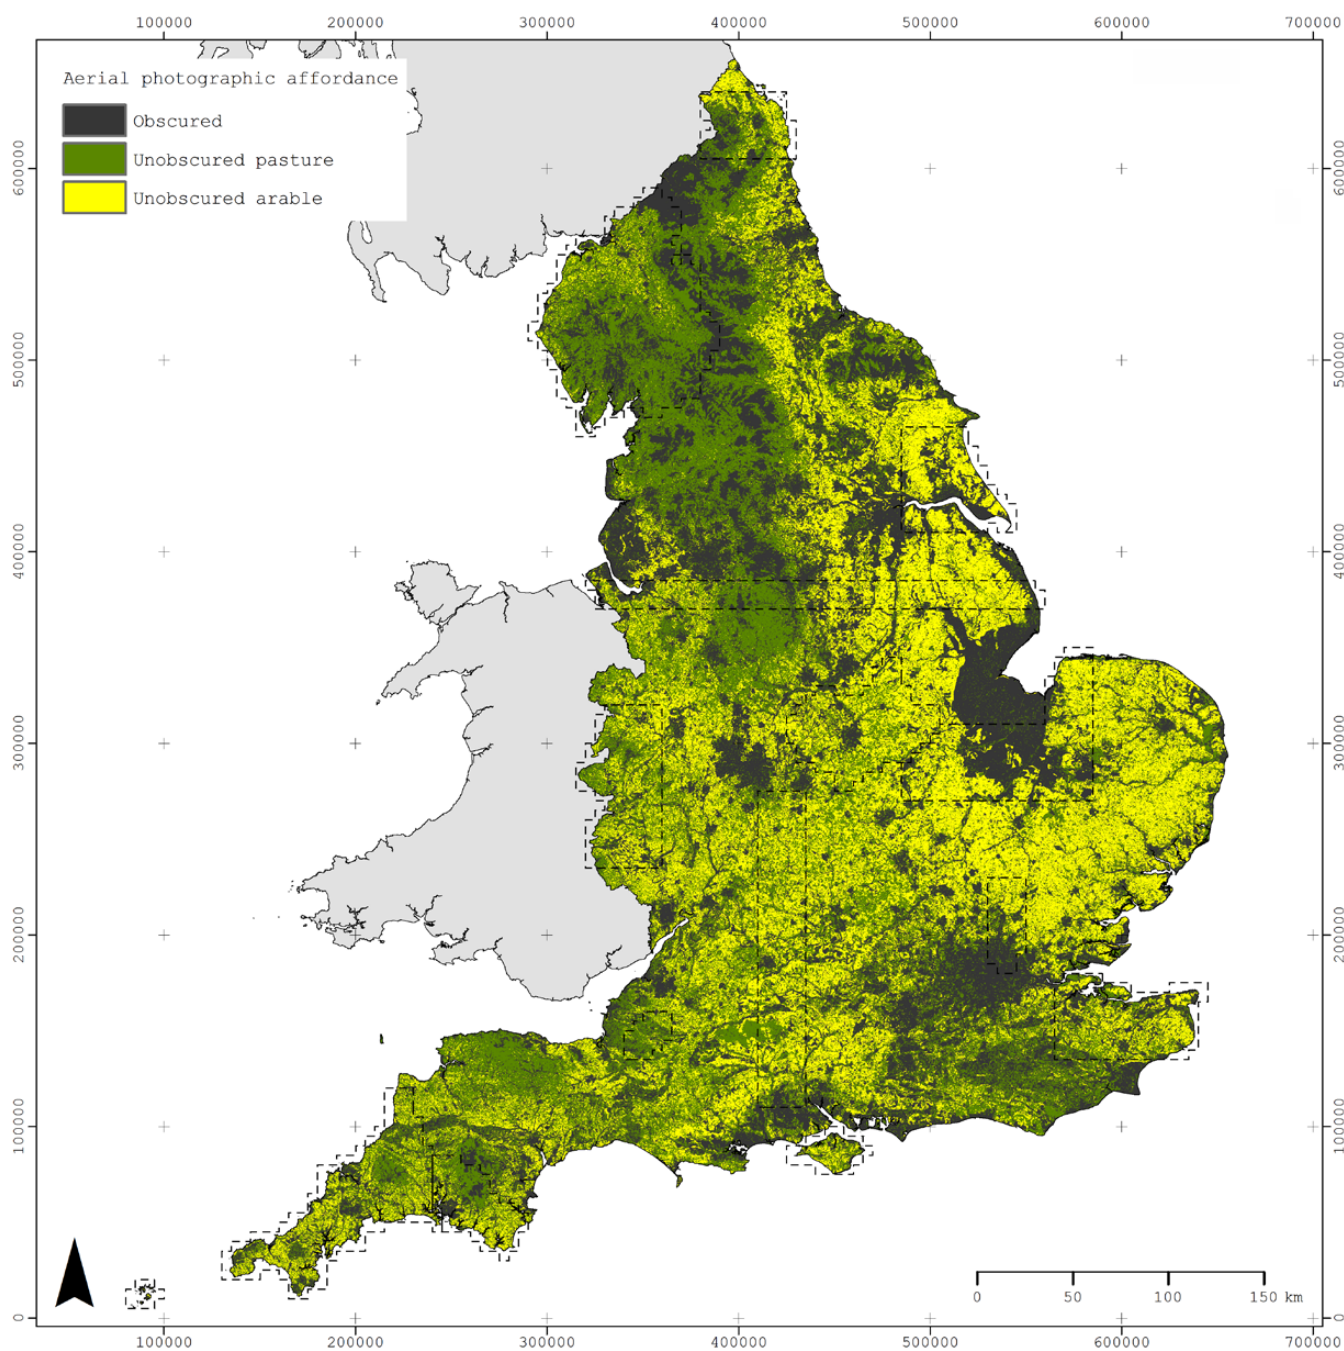 100000 200000 300000 400000 500000 600000 700000
Aerial photographic affordance
Obscured
Unobscured pasture
Unobscured arable
600000 600000
500000 500000
400000 400000
300000 300000
200000 200000
100000 100000
0 50 100 150 km
0 0
100000 200000 300000 400000 500000 600000 700000